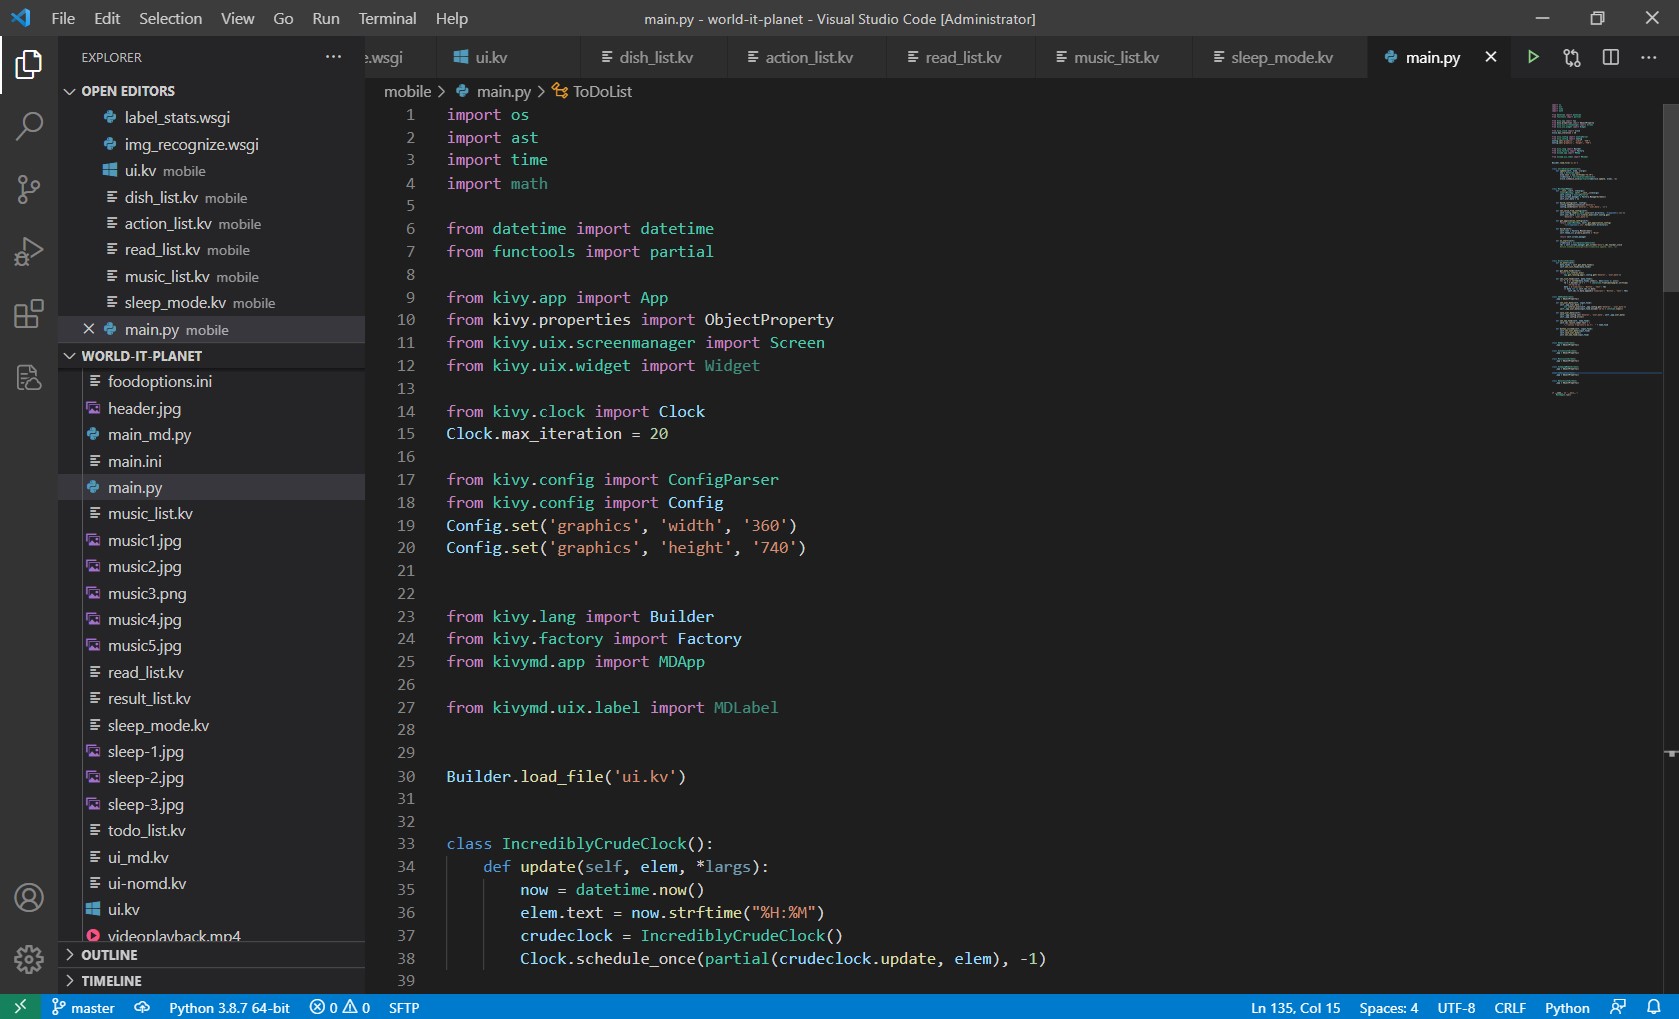 File Edit Selection View Go Run Terminal Help main.py - world-it-planet - Visual Studio Code [Administrator]
EXPLORER
OPEN EDITORS
label_stats.wsgi
img_recognize.wsgi
ui.kv mobile
dish_list.kv mobile
action_list.kv mobile
read_list.kv mobile
music_list.kv mobile
sleep_mode.kv mobile
main.py mobile
WORLD-IT-PLANET
foodoptions.ini
header.jpg
main_md.py
main.ini
main.py
music_list.kv
music1.jpg
music2.jpg
music3.png
music4.jpg
music5.jpg
read_list.kv
result_list.kv
sleep_mode.kv
sleep-1.jpg
sleep-2.jpg
sleep-3.jpg
todo_list.kv
ui_md.kv
ui-nomd.kv
ui.kv
videoplayback.mp4
OUTLINE
TIMELINE
e.wsgi ui.kv dish_list.kv action_list.kv read_list.kv music_list.kv sleep_mode.kv main.py
mobile > main.py > ToDoList
1 import os
2 import ast
3 import time
4 import math
5
6 from datetime import datetime
7 from functools import partial
8
9 from kivy.app import App
10 from kivy.properties import ObjectProperty
11 from kivy.uix.screenmanager import Screen
12 from kivy.uix.widget import Widget
13
14 from kivy.clock import Clock
15 Clock.max_iteration = 20
16
17 from kivy.config import ConfigParser
18 from kivy.config import Config
19 Config.set('graphics', 'width', '360')
20 Config.set('graphics', 'height', '740')
21
22
23 from kivy.lang import Builder
24 from kivy.factory import Factory
25 from kivymd.app import MDApp
26
27 from kivymd.uix.label import MDLabel
28
29
30 Builder.load_file('ui.kv')
31
32
33 class IncrediblyCrudeClock():
34 def update(self, elem, *largs):
35 now = datetime.now()
36 elem.text = now.strftime("%H:%M")
37 crudeclock = IncrediblyCrudeClock()
38 Clock.schedule_once(partial(crudeclock.update, elem), -1)
39
master Python 3.8.7 64-bit 0 0 SFTP Ln 135, Col 15 Spaces: 4 UTF-8 CRLF Python